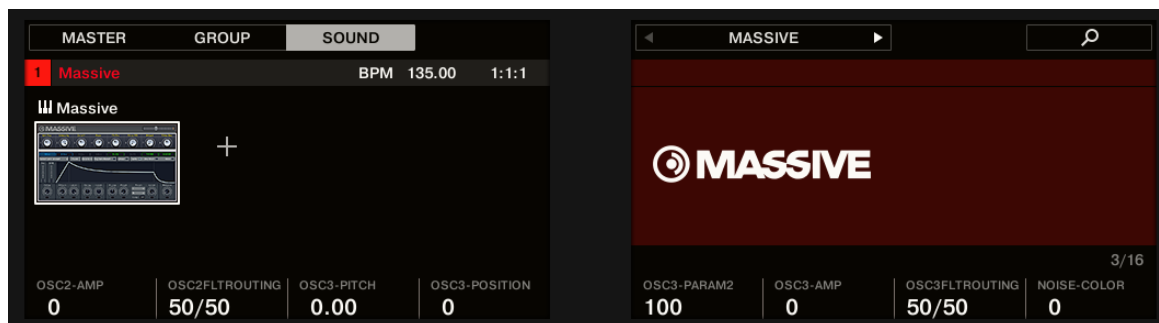 MASTER GROUP SOUND
1 Massive BPM 135.00 1:1:1
Massive
MASSIVE
OSC2-AMP OSC2FLTROUTING OSC3-PITCH OSC3-POSITION
0 50/50 0.00 0
MASSIVE
MASSIVE
3/16
OSC3-PARAM2 OSC3-AMP OSC3FLTROUTING NOISE-COLOR
100 0 50/50 0